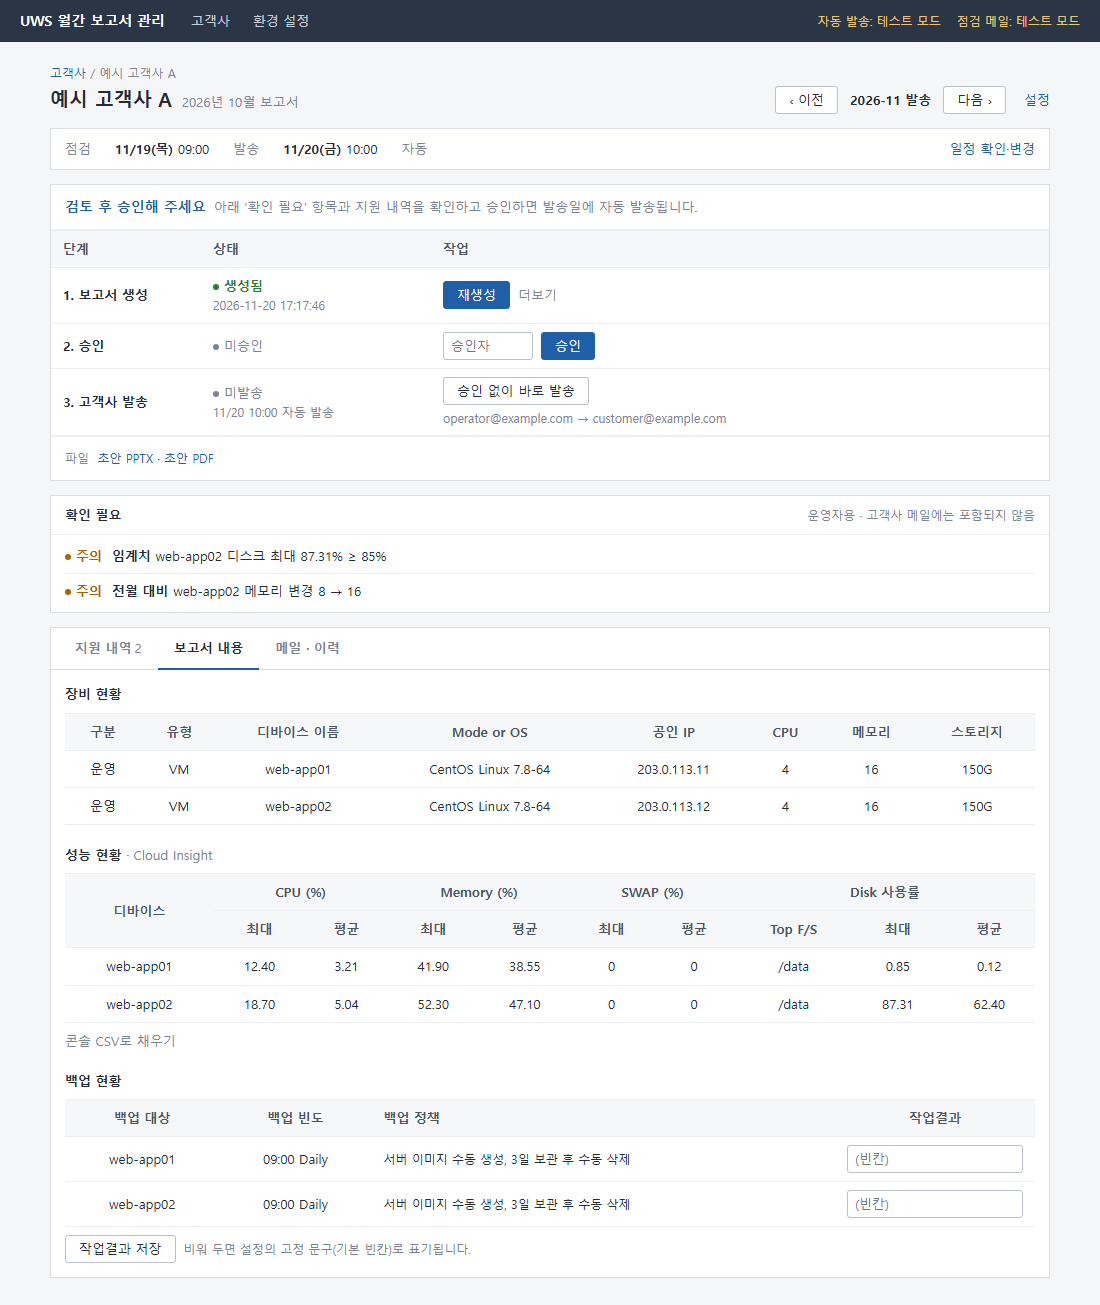 UWS 월간 보고서 관리 고객사 환경 설정 자동 발송: 테스트 모드 점검 메일: 테스트 모드
고객사 / 예시 고객사 A
예시 고객사 A 2026년 10월 보고서 ‹ 이전 2026-11 발송 다음 › 설정
점검 11/19(목) 09:00 발송 11/20(금) 10:00 자동 일정 확인·변경
검토 후 승인해 주세요 아래 '확인 필요' 항목과 지원 내역을 확인하고 승인하면 발송일에 자동 발송됩니다.
단계 상태 작업
1. 보고서 생성 생성됨 재생성 더보기
2026-11-20 17:17:46
2. 승인 미승인 승인자 승인
3. 고객사 발송 미발송 승인 없이 바로 발송
11/20 10:00 자동 발송 operator@example.com → customer@example.com
파일 초안 PPTX · 초안 PDF
확인 필요 운영자용 · 고객사 메일에는 포함되지 않음
주의 임계치 web-app02 디스크 최대 87.31% ≥ 85%
주의 전월 대비 web-app02 메모리 변경 8 → 16
지원 내역 2 보고서 내용 메일 · 이력
장비 현황
구분 유형 디바이스 이름 Mode or OS 공인 IP CPU 메모리 스토리지
운영 VM web-app01 CentOS Linux 7.8-64 203.0.113.11 4 16 150G
운영 VM web-app02 CentOS Linux 7.8-64 203.0.113.12 4 16 150G
성능 현황 · Cloud Insight
디바이스 CPU (%) Memory (%) SWAP (%) Disk 사용률
최대 평균 최대 평균 최대 평균 Top F/S 최대 평균
web-app01 12.40 3.21 41.90 38.55 0 0 /data 0.85 0.12
web-app02 18.70 5.04 52.30 47.10 0 0 /data 87.31 62.40
콘솔 CSV로 채우기
백업 현황
백업 대상 백업 빈도 백업 정책 작업결과
web-app01 09:00 Daily 서버 이미지 수동 생성, 3일 보관 후 수동 삭제 (빈칸)
web-app02 09:00 Daily 서버 이미지 수동 생성, 3일 보관 후 수동 삭제 (빈칸)
작업결과 저장 비워 두면 설정의 고정 문구(기본 빈칸)로 표기됩니다.